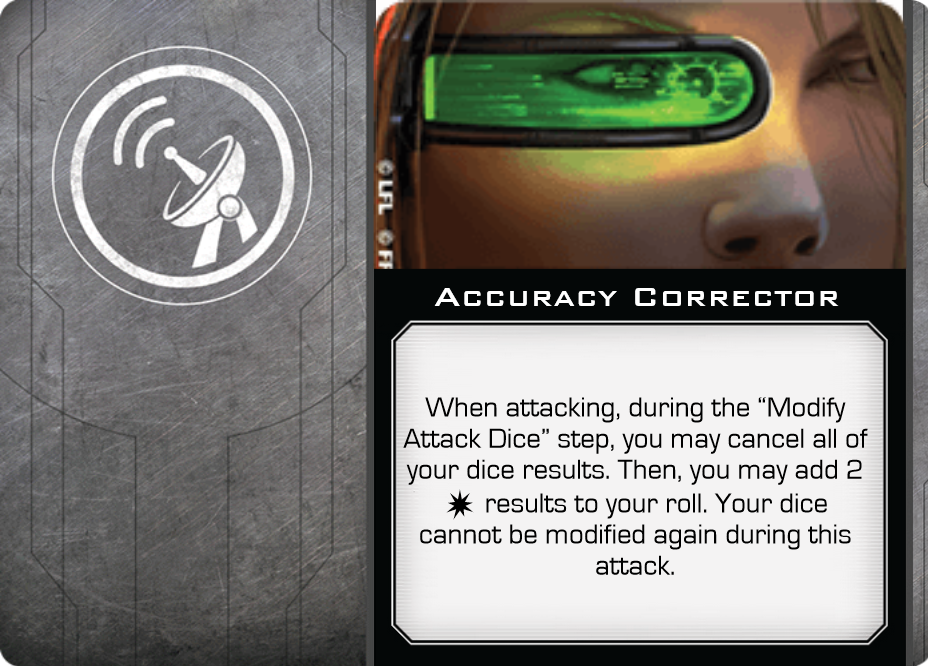 © LFL © FF
Accuracy Corrector
When attacking, during the “Modify
Attack Dice” step, you may cancel all of
your dice results. Then, you may add 2
results to your roll. Your dice
cannot be modified again during this
attack.